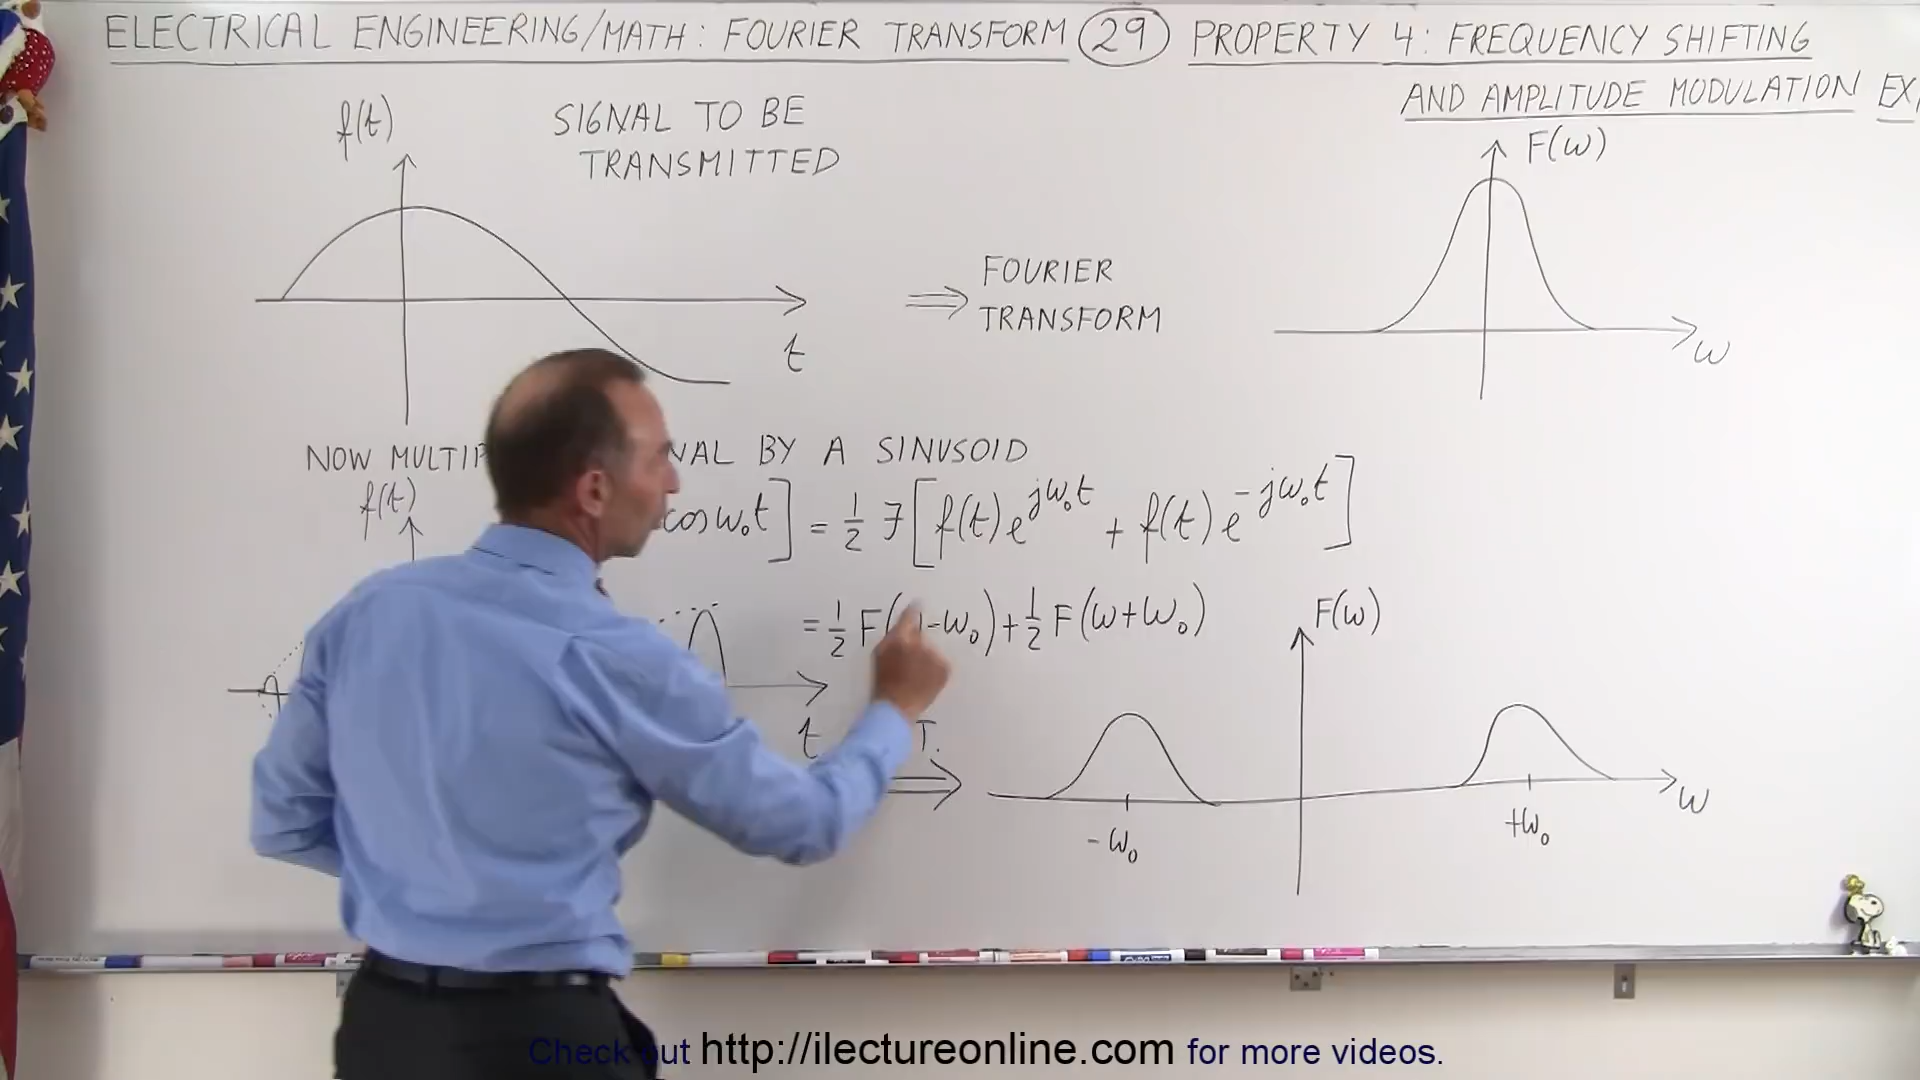 ELECTRICAL ENGINEERING/MATH: FOURIER TRANSFORM 29 PROPERTY 4: FREQUENCY SHIFTING
AND AMPLITUDE MODULATION
f(t)
SIGNAL TO BE
TRANSMITTED
F(ω)
FOURIER
TRANSFORM
t
ω
NOW BY A SINUSOID
f(t)
cos ω₀t] = 1/2 ℱ[f(t)e^{jω₀t} + f(t)e^{-jω₀t}]
= 1/2 F( -ω₀) + 1/2 F(ω+ω₀)
F(ω)
t
T.
ω
-ω₀
+ω₀
Check out http://ilectureonline.com for more videos.